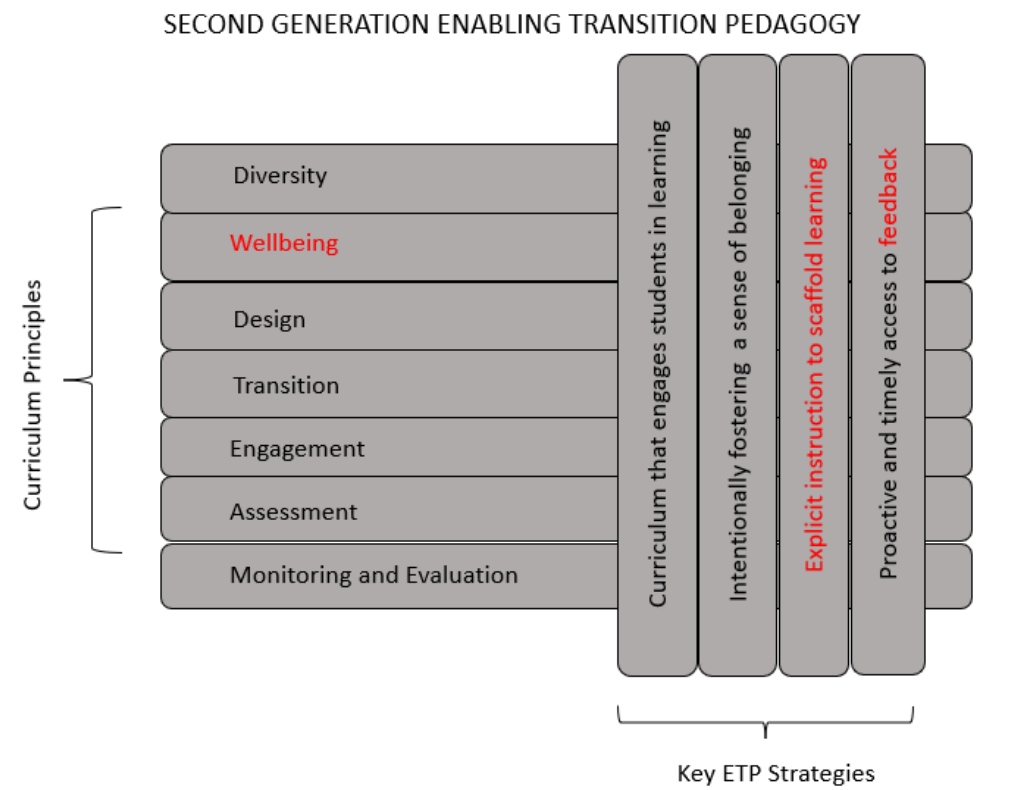 SECOND GENERATION ENABLING TRANSITION PEDAGOGY
Curriculum Principles
Diversity
Wellbeing
Design
Transition
Engagement
Assessment
Monitoring and Evaluation
Curriculum that engages students in learning
Intentionally fostering a sense of belonging
Explicit instruction to scaffold learning
Proactive and timely access to feedback
Key ETP Strategies